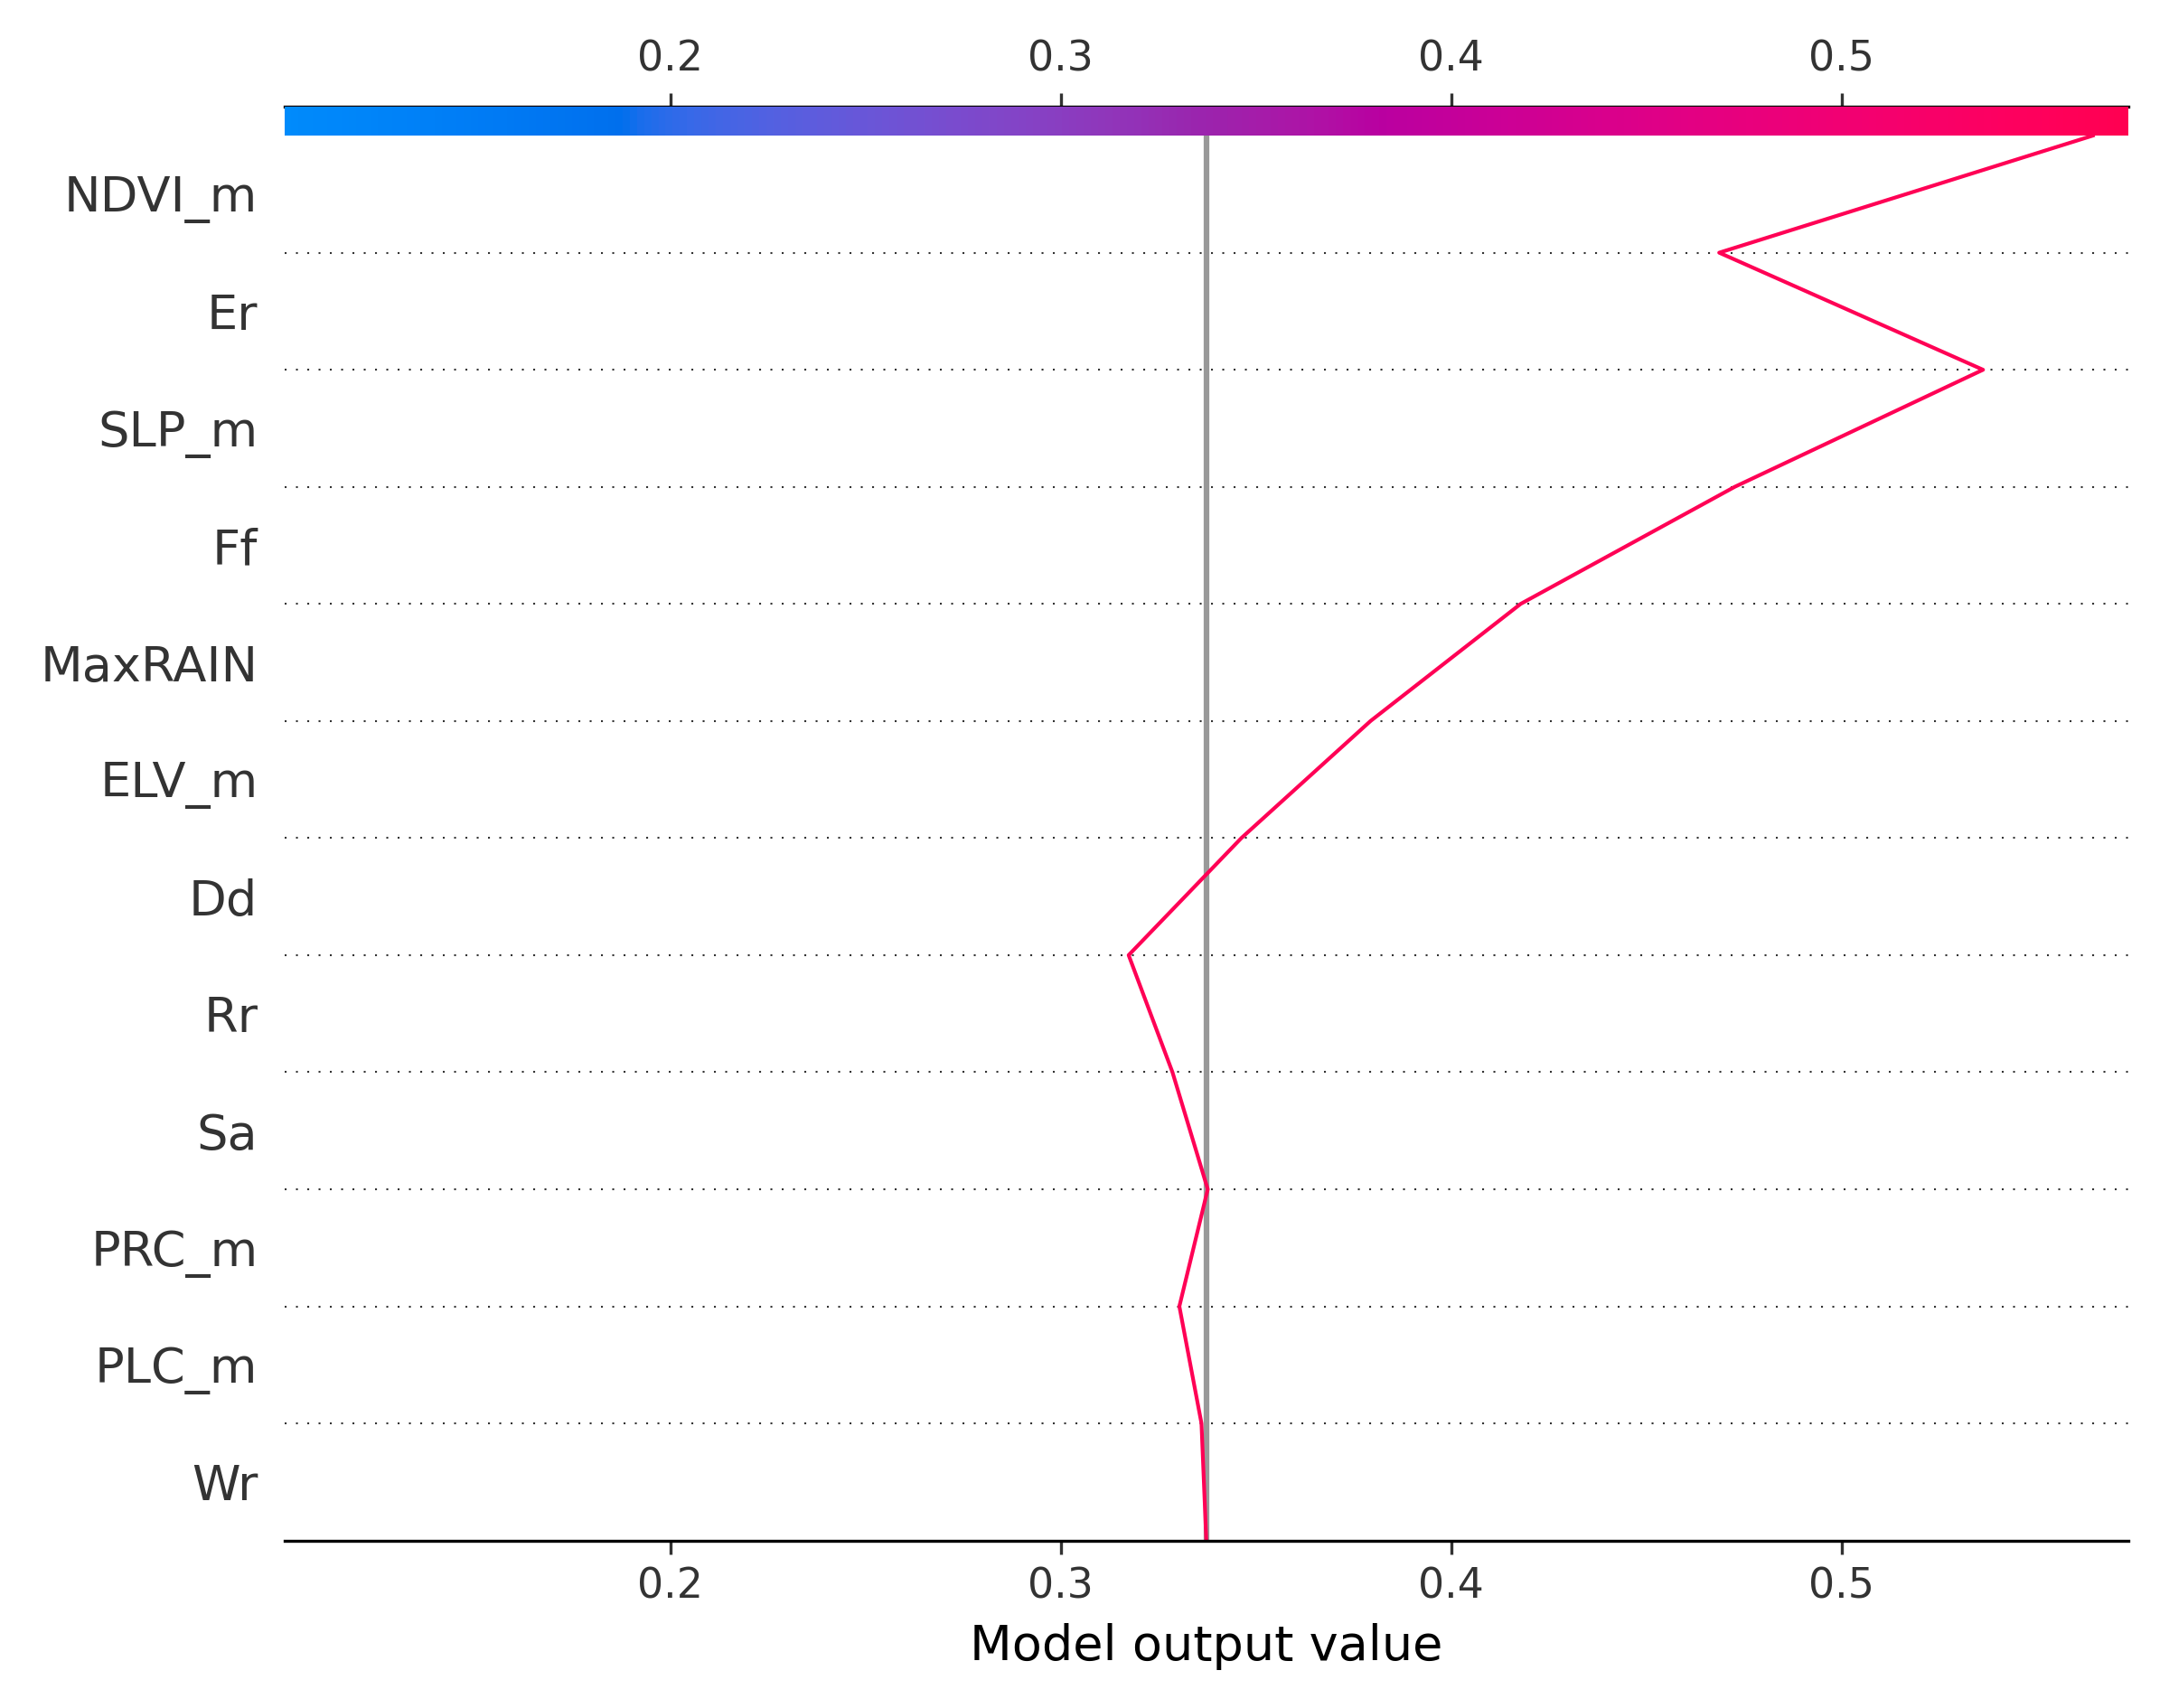 0.2 0.3 0.4 0.5
NDVI_m
Er
SLP_m
Ff
MaxRAIN
ELV_m
Dd
Rr
Sa
PRC_m
PLC_m
Wr
0.2 0.3 0.4 0.5
Model output value